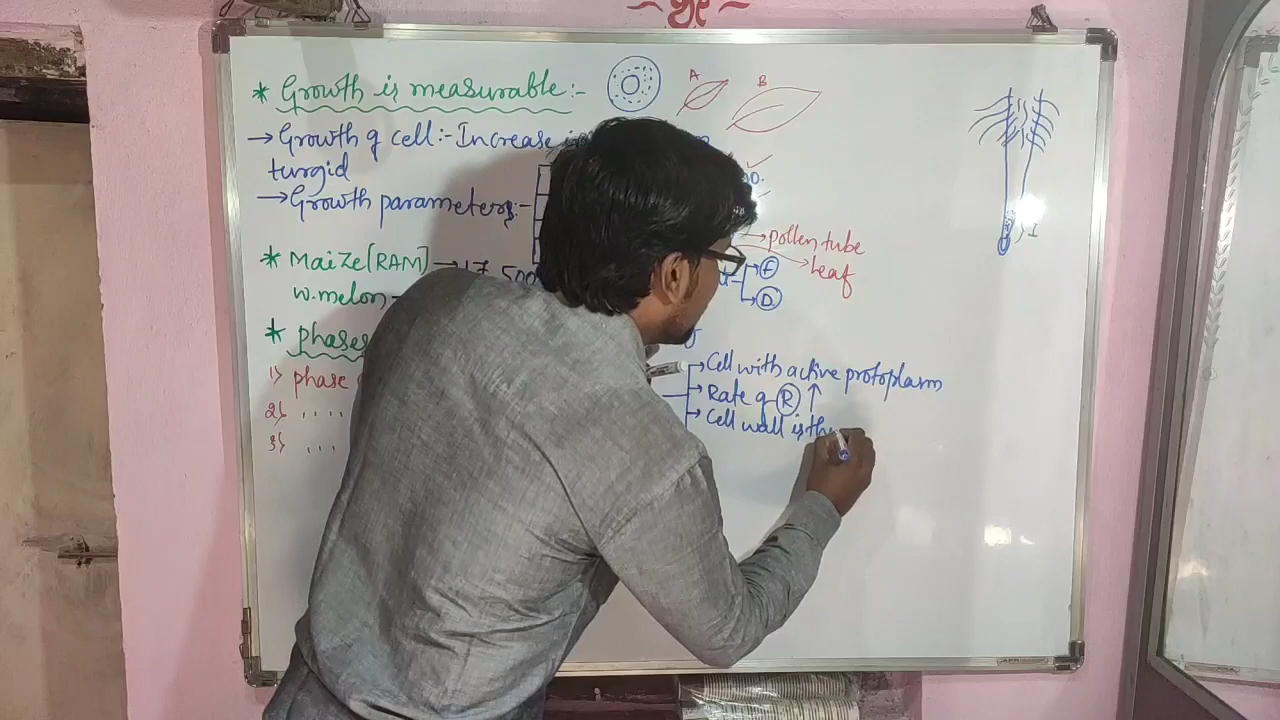 श्री
* Growth is measurable:-
A B
→ Growth of cell:- Increase in
turgid
→ Growth parameters:-
→ pollen tube
→ Leaf
* Maize[RAM] → 17,500
F
w.melon-
D
* phases
I
1) phase
2) ....
3) ...
→ Cell with active protoplasm
→ Rate of R ↑
→ Cell wall is th